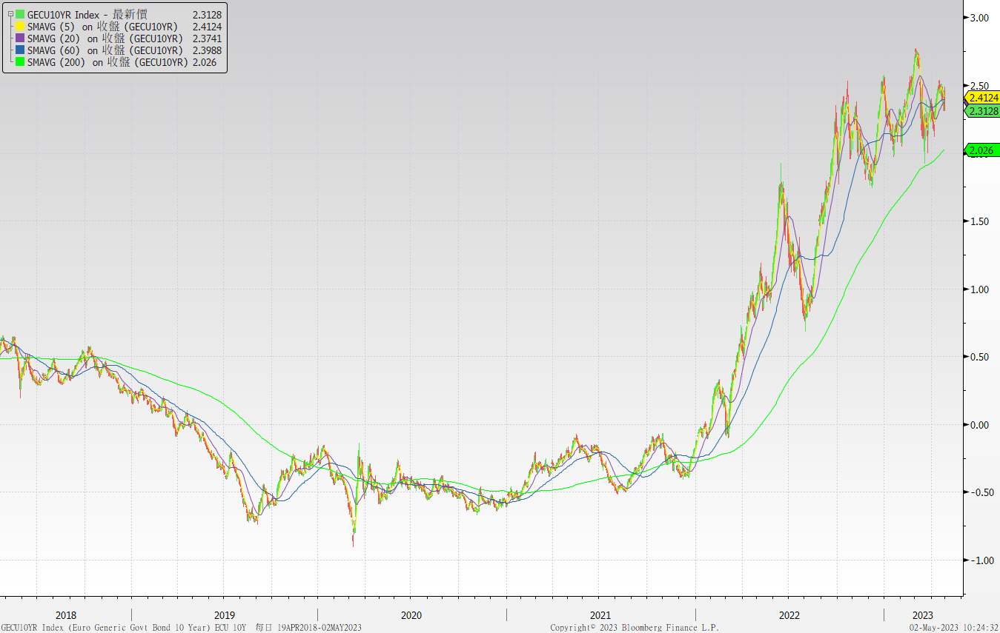 GECU10YR Index - 最新價 2.3128
SMAVG (5) on 收盤 (GECU10YR) 2.4124
SMAVG (20) on 收盤 (GECU10YR) 2.3741
SMAVG (60) on 收盤 (GECU10YR) 2.3988
SMAVG (200) on 收盤 (GECU10YR) 2.026
3.00
2.50
2.4124
2.3128
2.026
1.50
1.00
0.50
0.00
-0.50
-1.00
2018 2019 2020 2021 2022 2023
GECU10YR Index (Euro Generic Govt Bond 10 Year) ECU 10Y 每日 19APR2018-02MAY2023 Copyright© 2023 Bloomberg Finance L.P. 02-May-2023 10:24:32